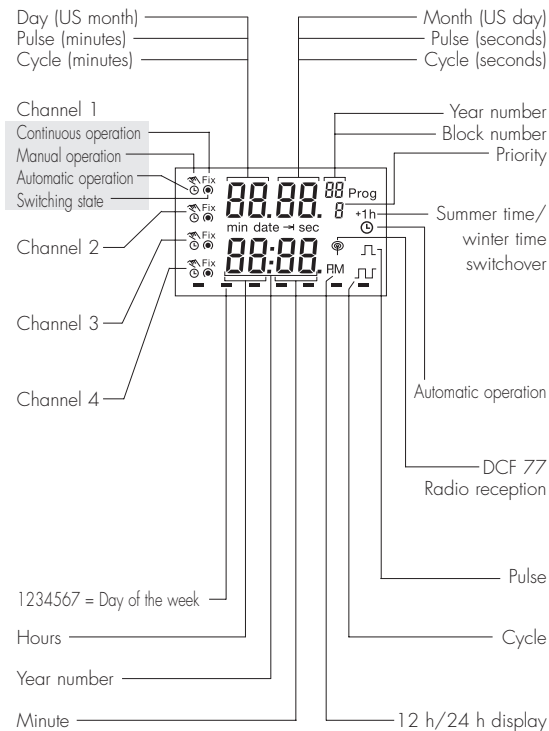 Day (US month)
Pulse (minutes)
Cycle (minutes)
Month (US day)
Pulse (seconds)
Cycle (seconds)
Channel 1
Continuous operation
Manual operation
Automatic operation
Switching state
Channel 2
Channel 3
Channel 4
Year number
Block number
Priority
Summer time/
winter time
switchover
Automatic operation
DCF 77
Radio reception
Fix
88.88. 88 Prog
8 +1h
min date sec
Fix
Fix
88:88. PM
Fix
1234567 = Day of the week
Hours
Year number
Minute
Pulse
Cycle
12 h/24 h display